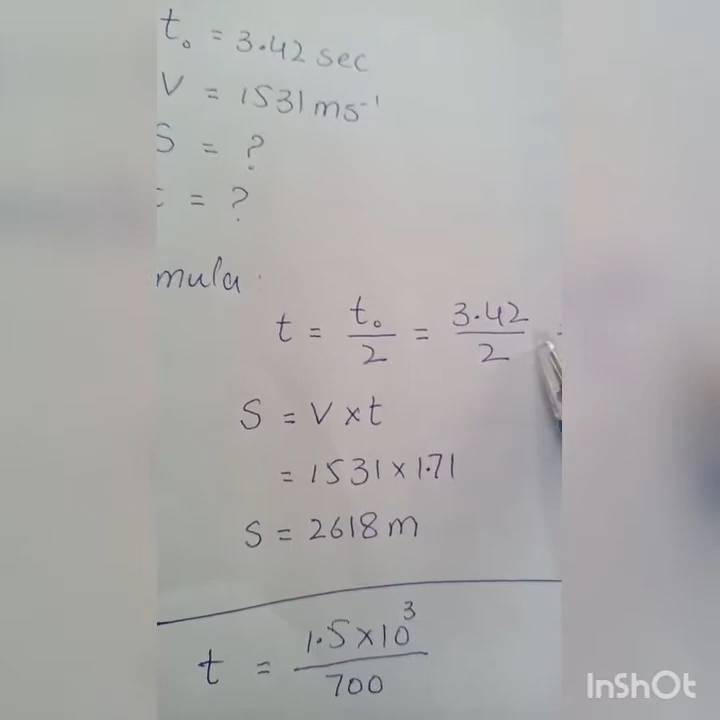 t₀ = 3.42 sec
V = 1531 ms⁻¹
S = ?
t = ?
mula :
t = t₀/2 = 3.42/2 =
S = V × t
= 1531 × 1.71
S = 2618 m
t = 1.5 × 10³/700
InShOt